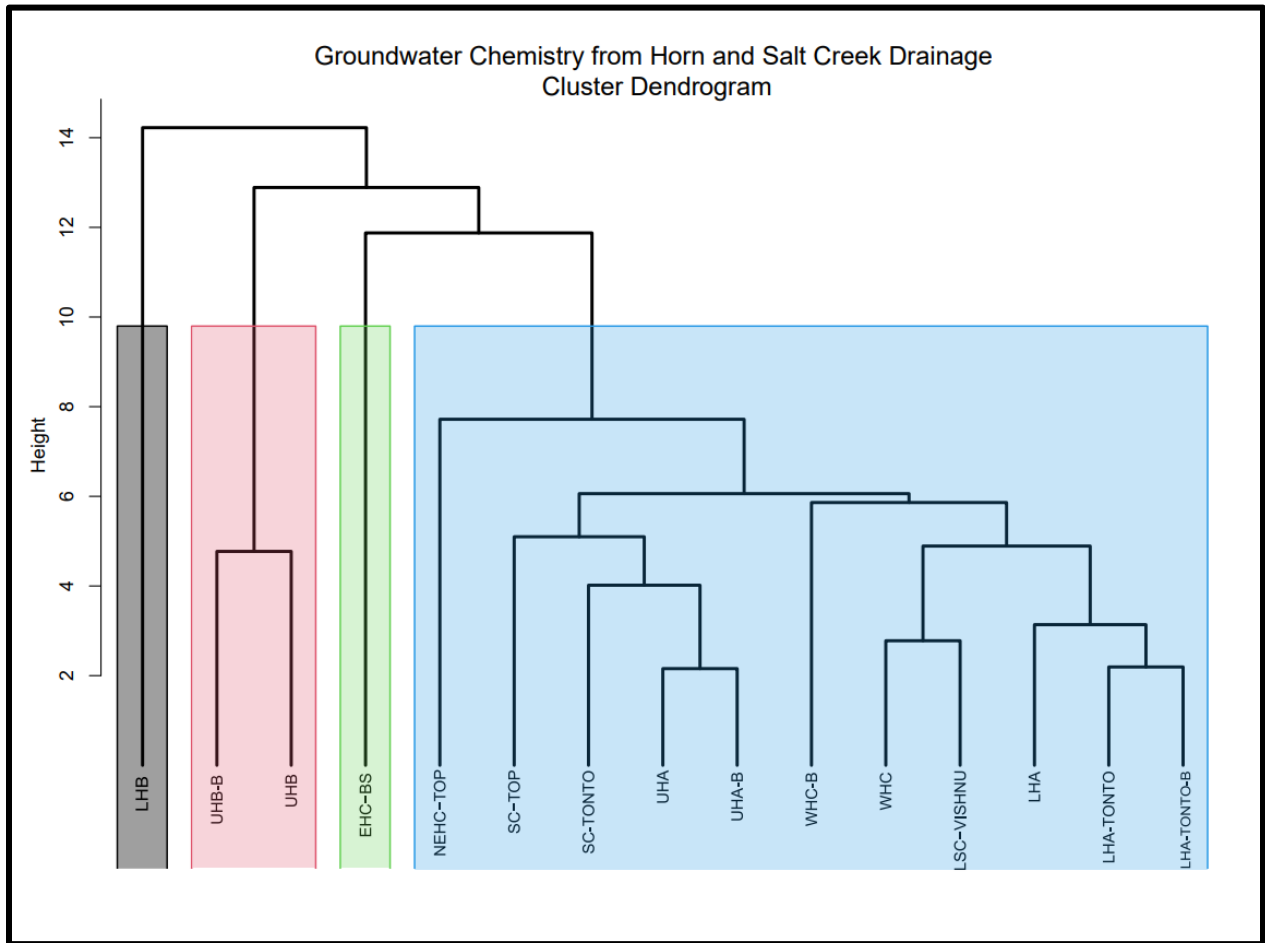 Groundwater Chemistry from Horn and Salt Creek Drainage
Cluster Dendrogram
Height
14
12
10
8
6
4
2
LHB
UHB-B
UHB
EHC−BS
NEHC−TOP
SC−TOP
SC-TONTO
UHA
UHA-B
WHC-B
WHC
LSC−VISHNU
LHA
LHA-TONTO
LHA-TONTO-B